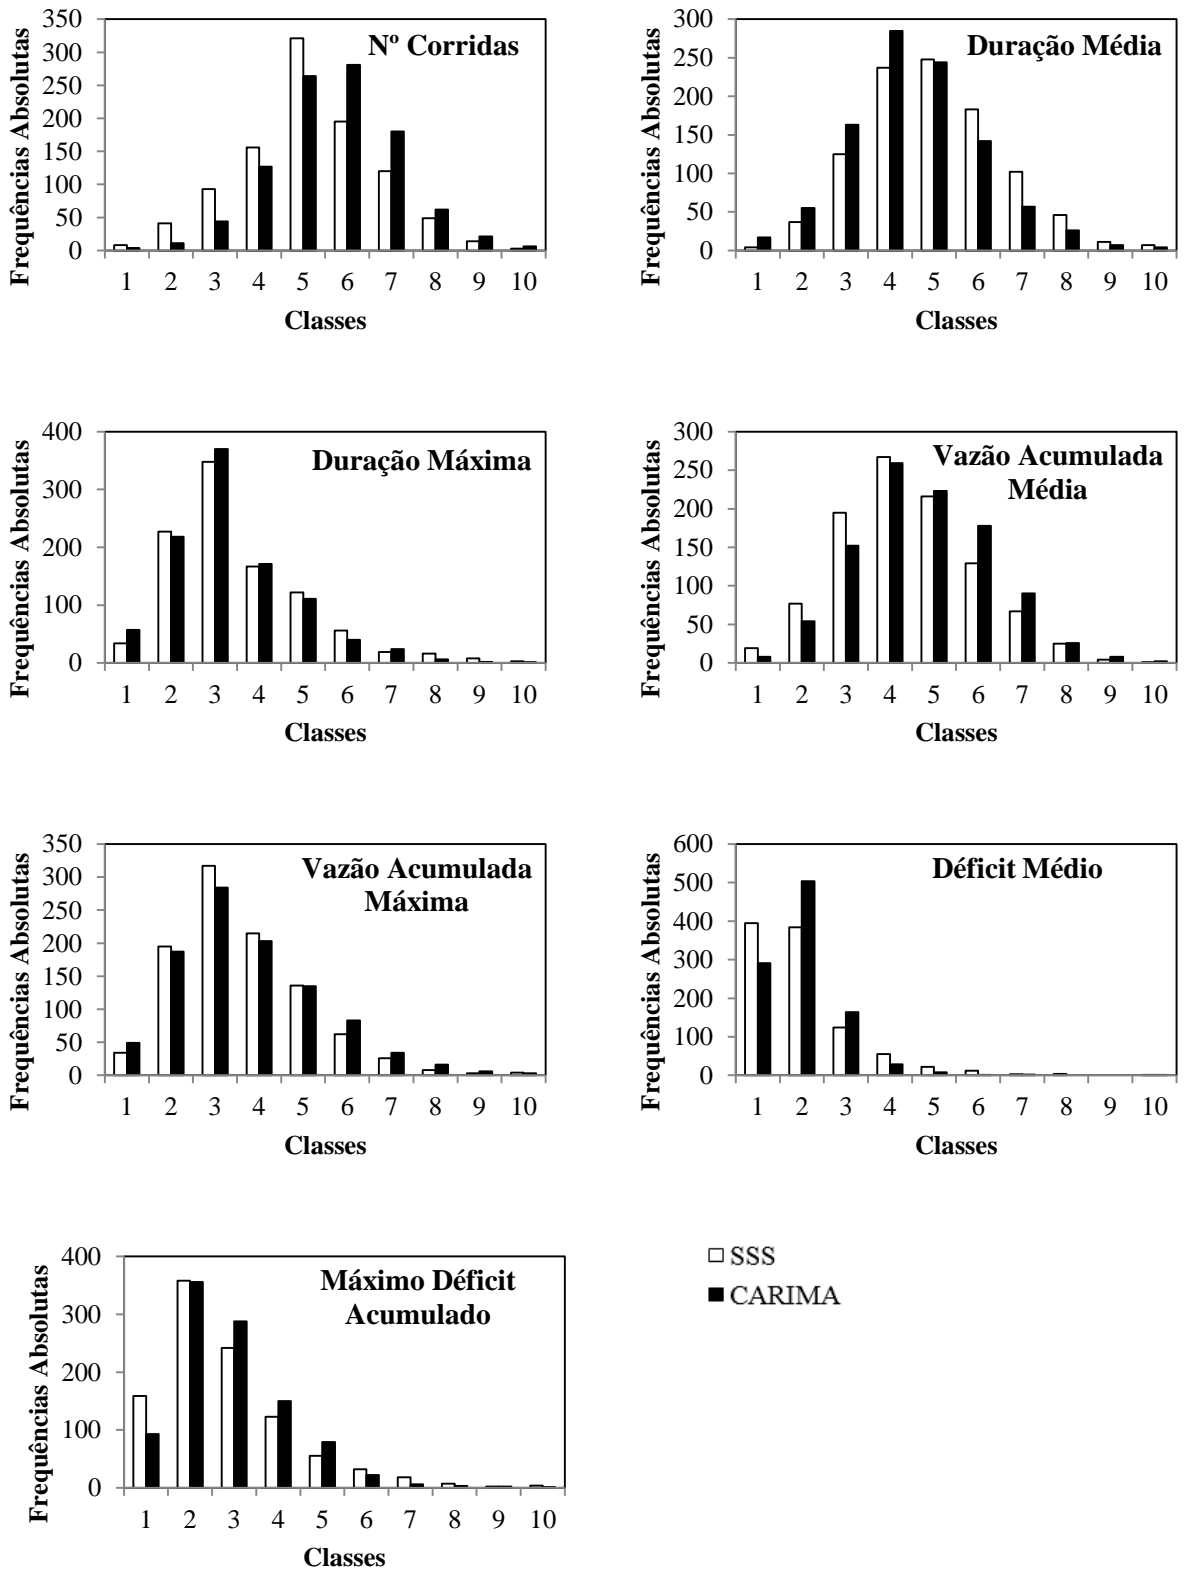 Nº Corridas
Frequências Absolutas
350
300
250
200
150
100
50
0
1 2 3 4 5 6 7 8 9 10
Classes
Duração Média
Frequências Absolutas
300
250
200
150
100
50
0
1 2 3 4 5 6 7 8 9 10
Classes
Duração Máxima
Frequências Absolutas
400
300
200
100
0
1 2 3 4 5 6 7 8 9 10
Classes
Vazão Acumulada
Média
Frequências Absolutas
300
250
200
150
100
50
0
1 2 3 4 5 6 7 8 9 10
Classes
Vazão Acumulada
Máxima
Frequências Absolutas
350
300
250
200
150
100
50
0
1 2 3 4 5 6 7 8 9 10
Classes
Déficit Médio
Frequências Absolutas
600
500
400
300
200
100
0
1 2 3 4 5 6 7 8 9 10
Classes
Máximo Déficit
Acumulado
Frequências Absolutas
400
300
200
100
0
1 2 3 4 5 6 7 8 9 10
Classes
SSS
CARIMA